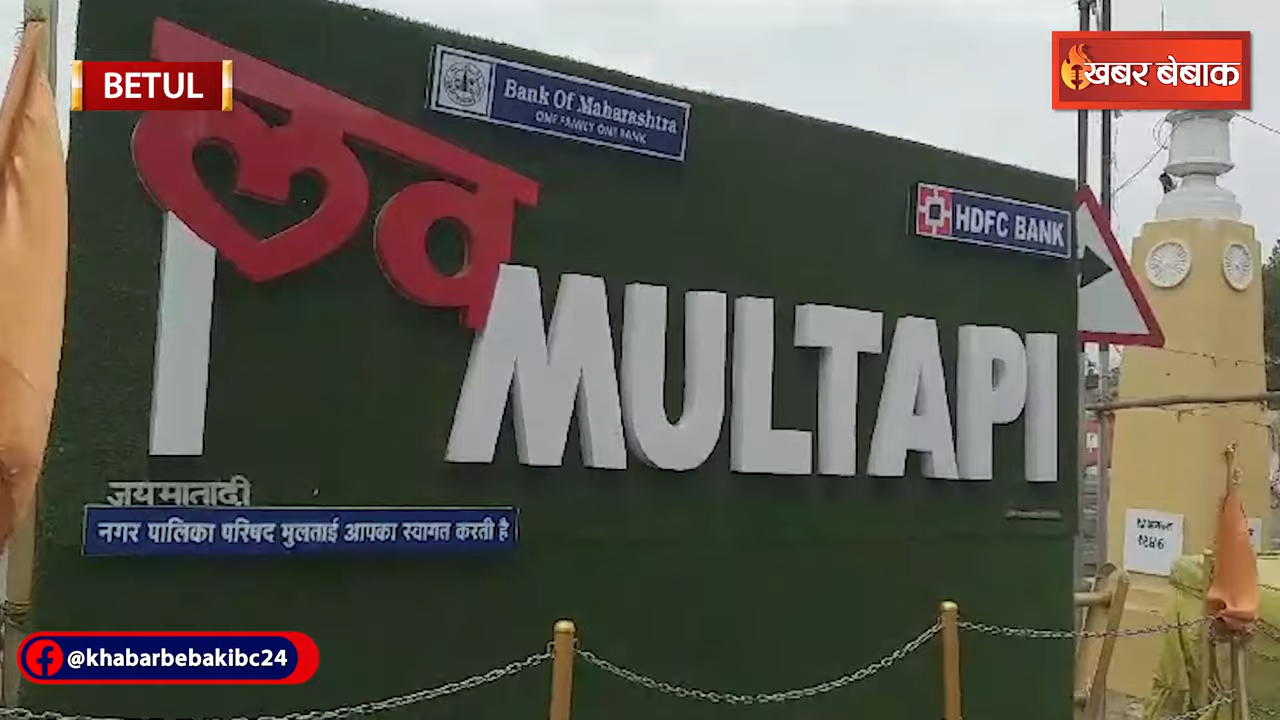 BETUL
खबर बेबाक
Bank Of Maharashtra
ONE FAMILY ONE BANK
HDFC BANK
I लव MULTAPI
जय माता दी
नगर पालिका परिषद मुलताई आपका स्वागत करती है
@khabarbebakibc24